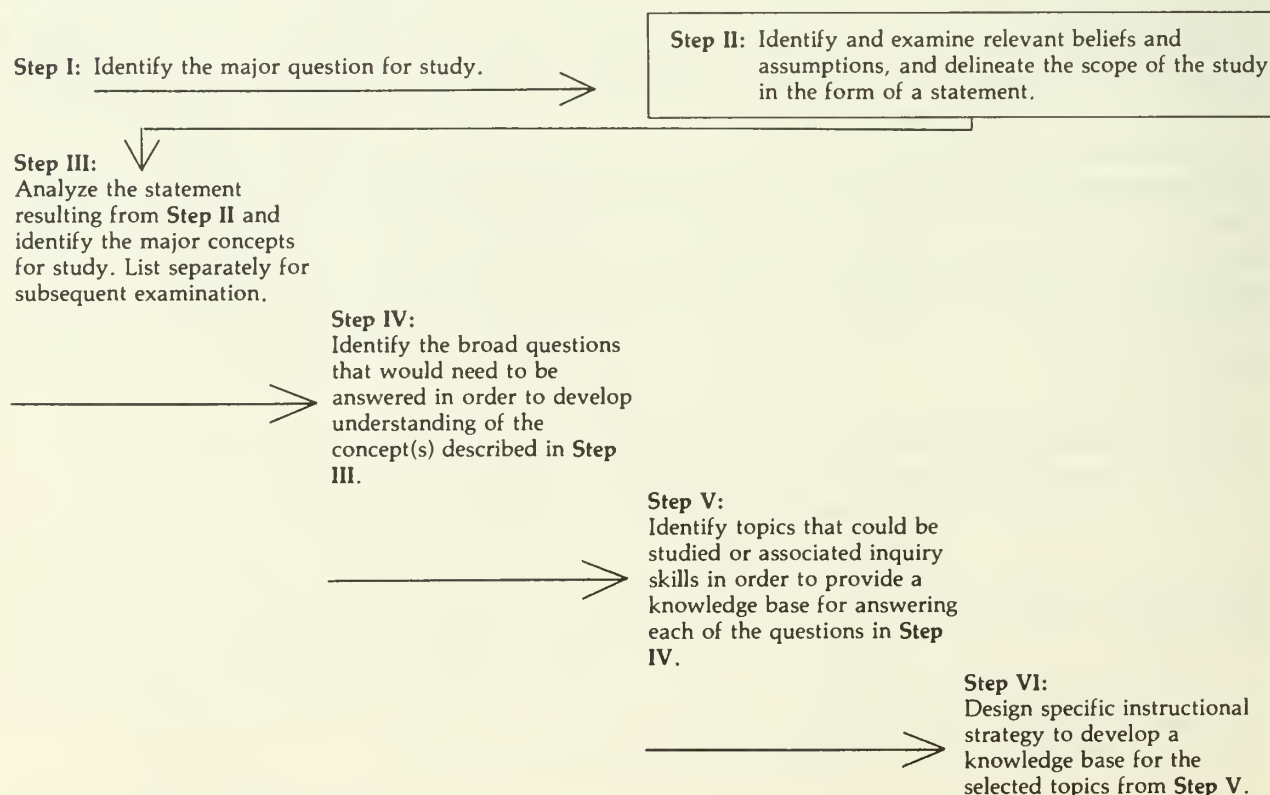 Step I: Identify the major question for study.
Step II: Identify and examine relevant beliefs and
assumptions, and delineate the scope of the study
in the form of a statement.
Step III:
Analyze the statement
resulting from Step II and
identify the major concepts
for study. List separately for
subsequent examination.
Step IV:
Identify the broad questions
that would need to be
answered in order to develop
understanding of the
concept(s) described in Step
III.
Step V:
Identify topics that could be
studied or associated inquiry
skills in order to provide a
knowledge base for answering
each of the questions in Step
IV.
Step VI:
Design specific instructional
strategy to develop a
knowledge base for the
selected topics from Step V.